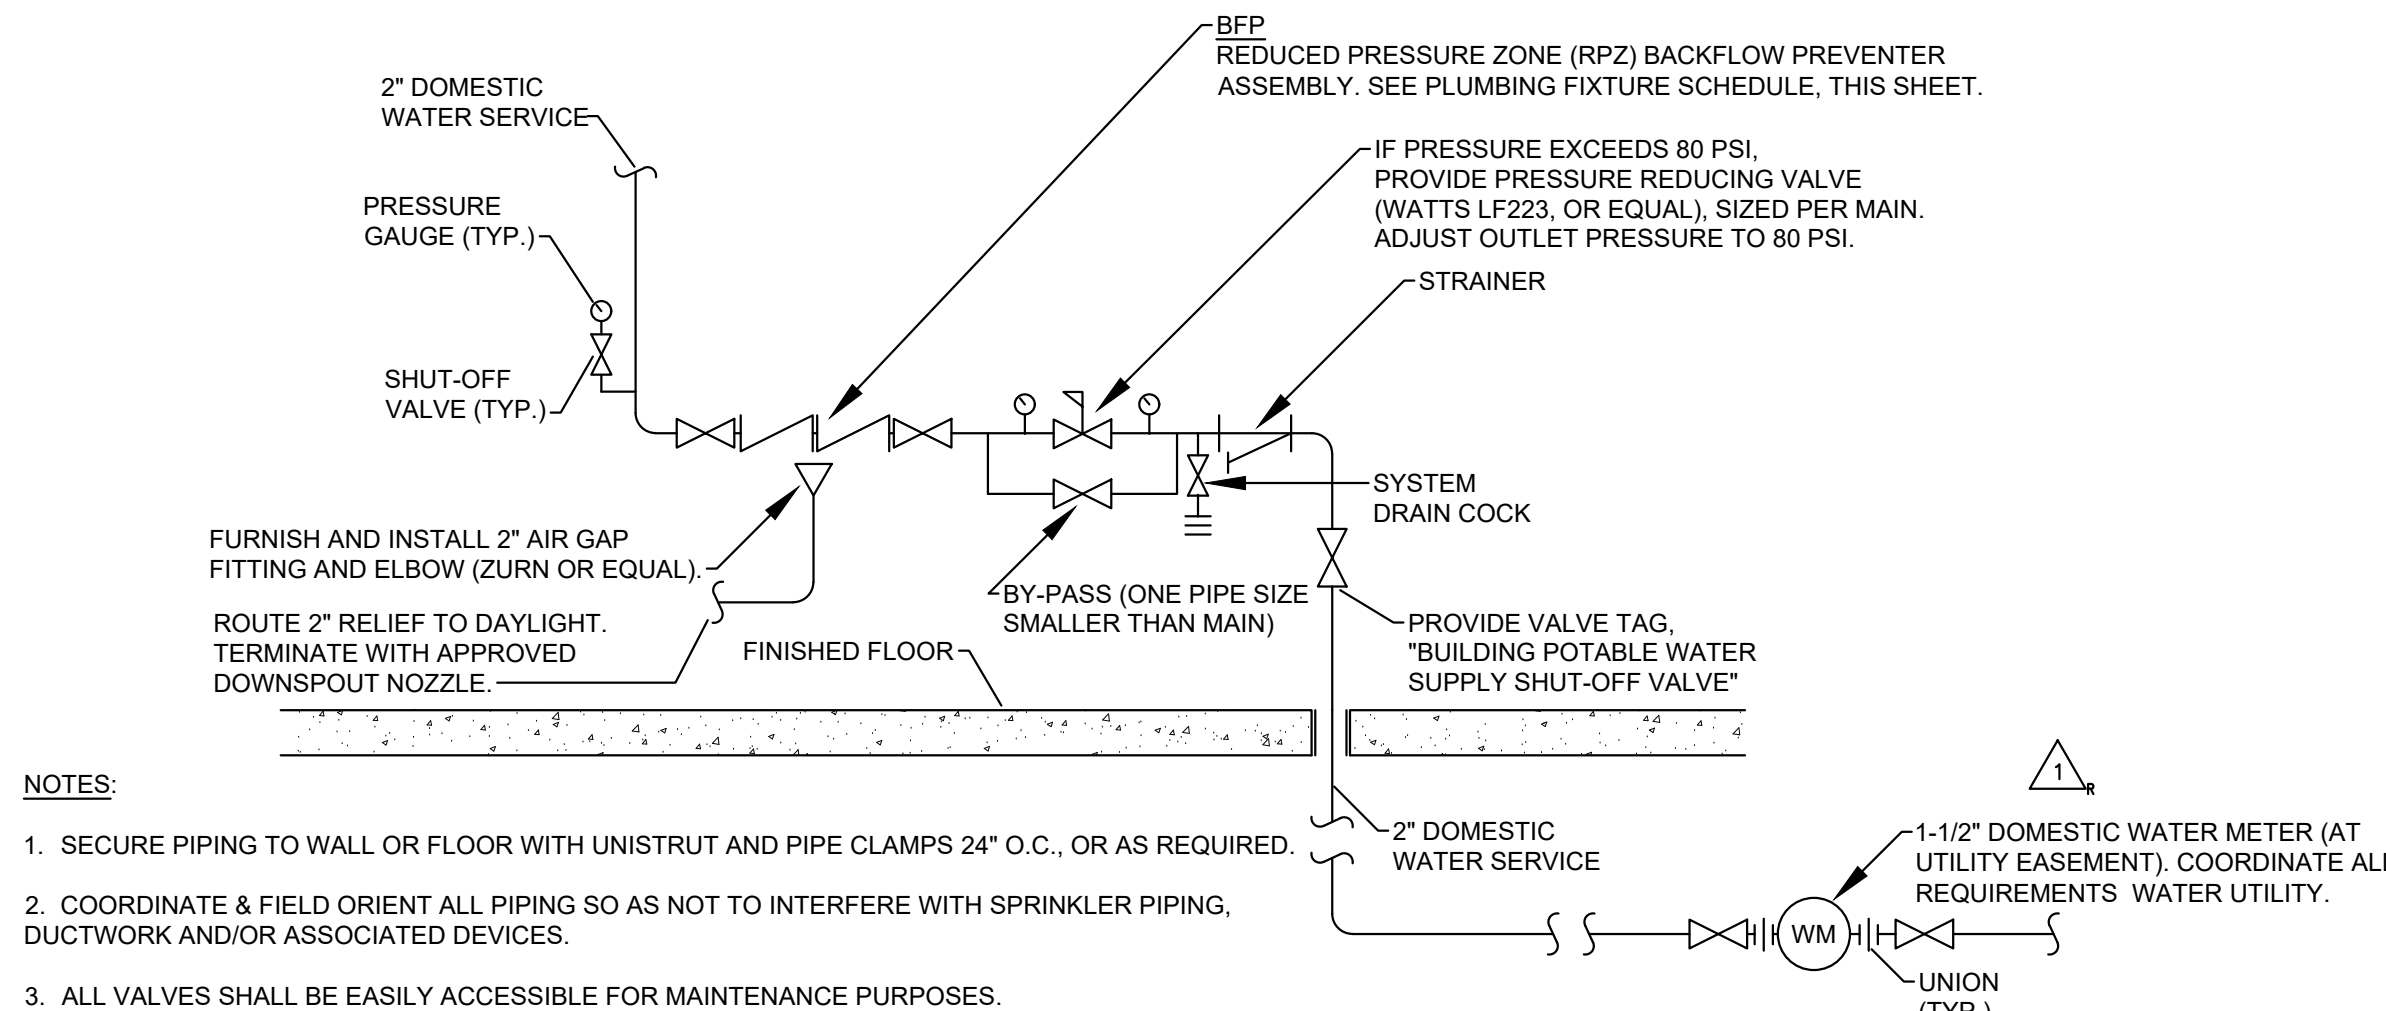 BFP
REDUCED PRESSURE ZONE (RPZ) BACKFLOW PREVENTER
ASSEMBLY. SEE PLUMBING FIXTURE SCHEDULE, THIS SHEET.
2" DOMESTIC
WATER SERVICE
IF PRESSURE EXCEEDS 80 PSI,
PROVIDE PRESSURE REDUCING VALVE
(WATTS LF223, OR EQUAL), SIZED PER MAIN.
ADJUST OUTLET PRESSURE TO 80 PSI.
PRESSURE
GAUGE (TYP.)
STRAINER
SHUT-OFF
VALVE (TYP.)
SYSTEM
DRAIN COCK
FURNISH AND INSTALL 2" AIR GAP
FITTING AND ELBOW (ZURN OR EQUAL).
BY-PASS (ONE PIPE SIZE
SMALLER THAN MAIN)
ROUTE 2" RELIEF TO DAYLIGHT.
TERMINATE WITH APPROVED
DOWNSPOUT NOZZLE.
FINISHED FLOOR
PROVIDE VALVE TAG,
"BUILDING POTABLE WATER
SUPPLY SHUT-OFF VALVE"
NOTES:
1. SECURE PIPING TO WALL OR FLOOR WITH UNISTRUT AND PIPE CLAMPS 24" O.C., OR AS REQUIRED.
2. COORDINATE & FIELD ORIENT ALL PIPING SO AS NOT TO INTERFERE WITH SPRINKLER PIPING,
DUCTWORK AND/OR ASSOCIATED DEVICES.
3. ALL VALVES SHALL BE EASILY ACCESSIBLE FOR MAINTENANCE PURPOSES.
2" DOMESTIC
WATER SERVICE
1
R
1-1/2" DOMESTIC WATER METER (AT
UTILITY EASEMENT). COORDINATE ALL
REQUIREMENTS WATER UTILITY.
WM
UNION
(TYP.)